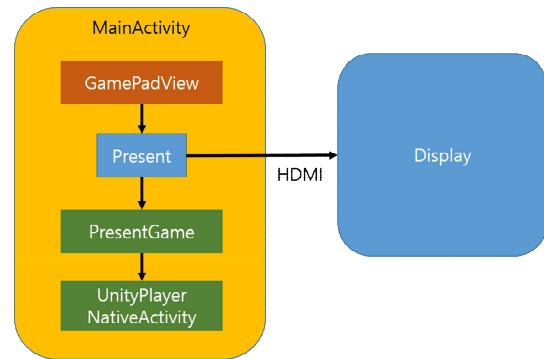 MainActivity
GamePadView
Present
HDMI
Display
PresentGame
UnityPlayer
NativeActivity